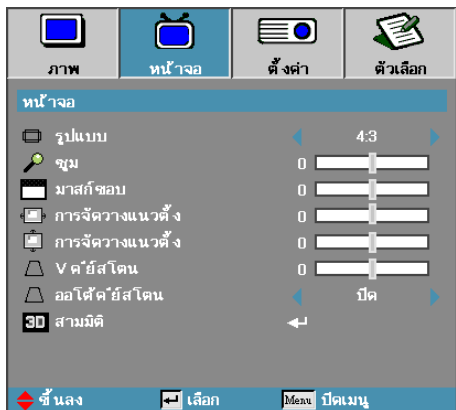 ภาพ หน้าจอ ตั้งค่า ตัวเลือก
หน้าจอ
รูปแบบ 4:3
ซูม 0
มาสก์ขอบ 0
การจัดวางแนวตั้ง 0
การจัดวางแนวตั้ง 0
V คีย์สโตน 0
ออโต้คีย์สโตน ปิด
3D สามมิติ
ขึ้นลง เลือก Menu ปิดเมนู